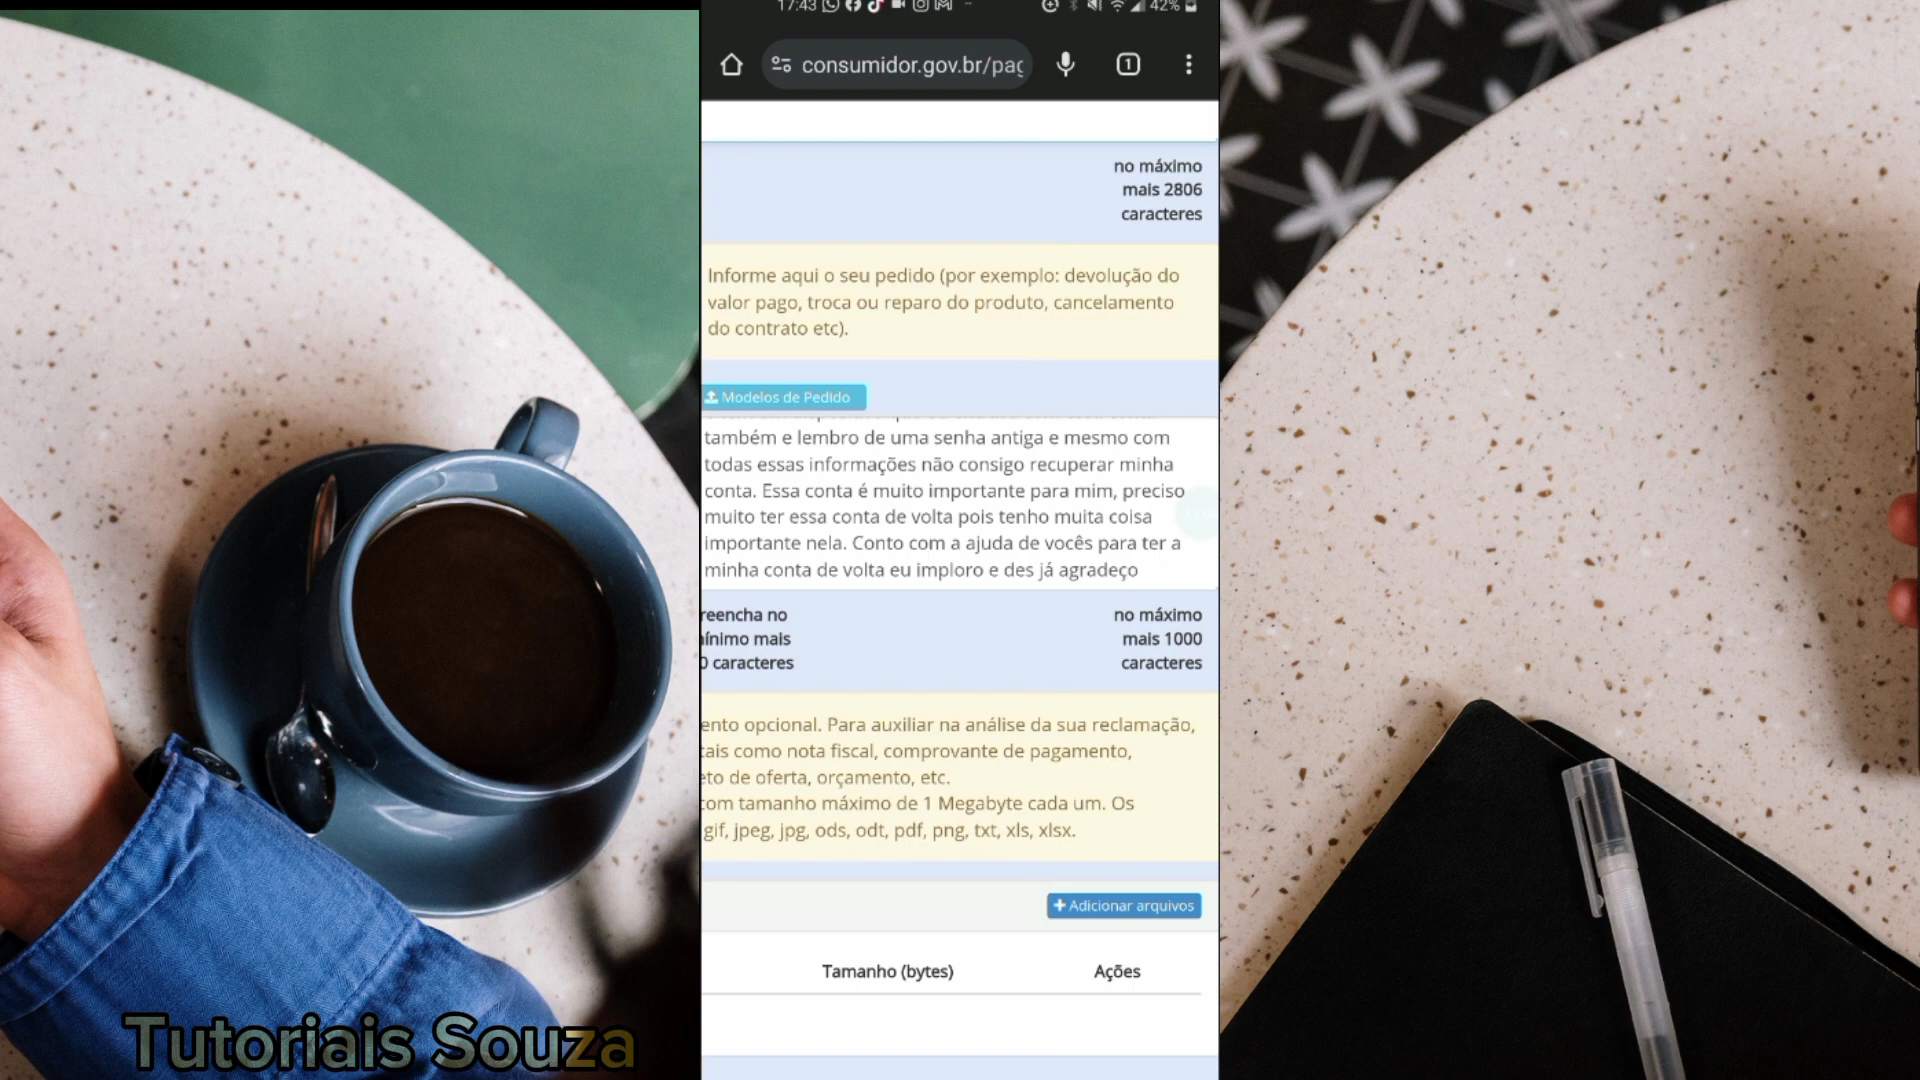 17:43
42%
consumidor.gov.br/pag
1
no máximo
mais 2806
caracteres
Informe aqui o seu pedido (por exemplo: devolução do
valor pago, troca ou reparo do produto, cancelamento
do contrato etc).
Modelos de Pedido
também e lembro de uma senha antiga e mesmo com
todas essas informações não consigo recuperar minha
conta. Essa conta é muito importante para mim, preciso
muito ter essa conta de volta pois tenho muita coisa
importante nela. Conto com a ajuda de vocês para ter a
minha conta de volta eu imploro e des já agradeço
reencha no
ínimo mais
0 caracteres
no máximo
mais 1000
caracteres
ento opcional. Para auxiliar na análise da sua reclamação,
tais como nota fiscal, comprovante de pagamento,
eto de oferta, orçamento, etc.
com tamanho máximo de 1 Megabyte cada um. Os
gif, jpeg, jpg, ods, odt, pdf, png, txt, xls, xlsx.
+ Adicionar arquivos
Tamanho (bytes)
Ações
Tutoriais Souza